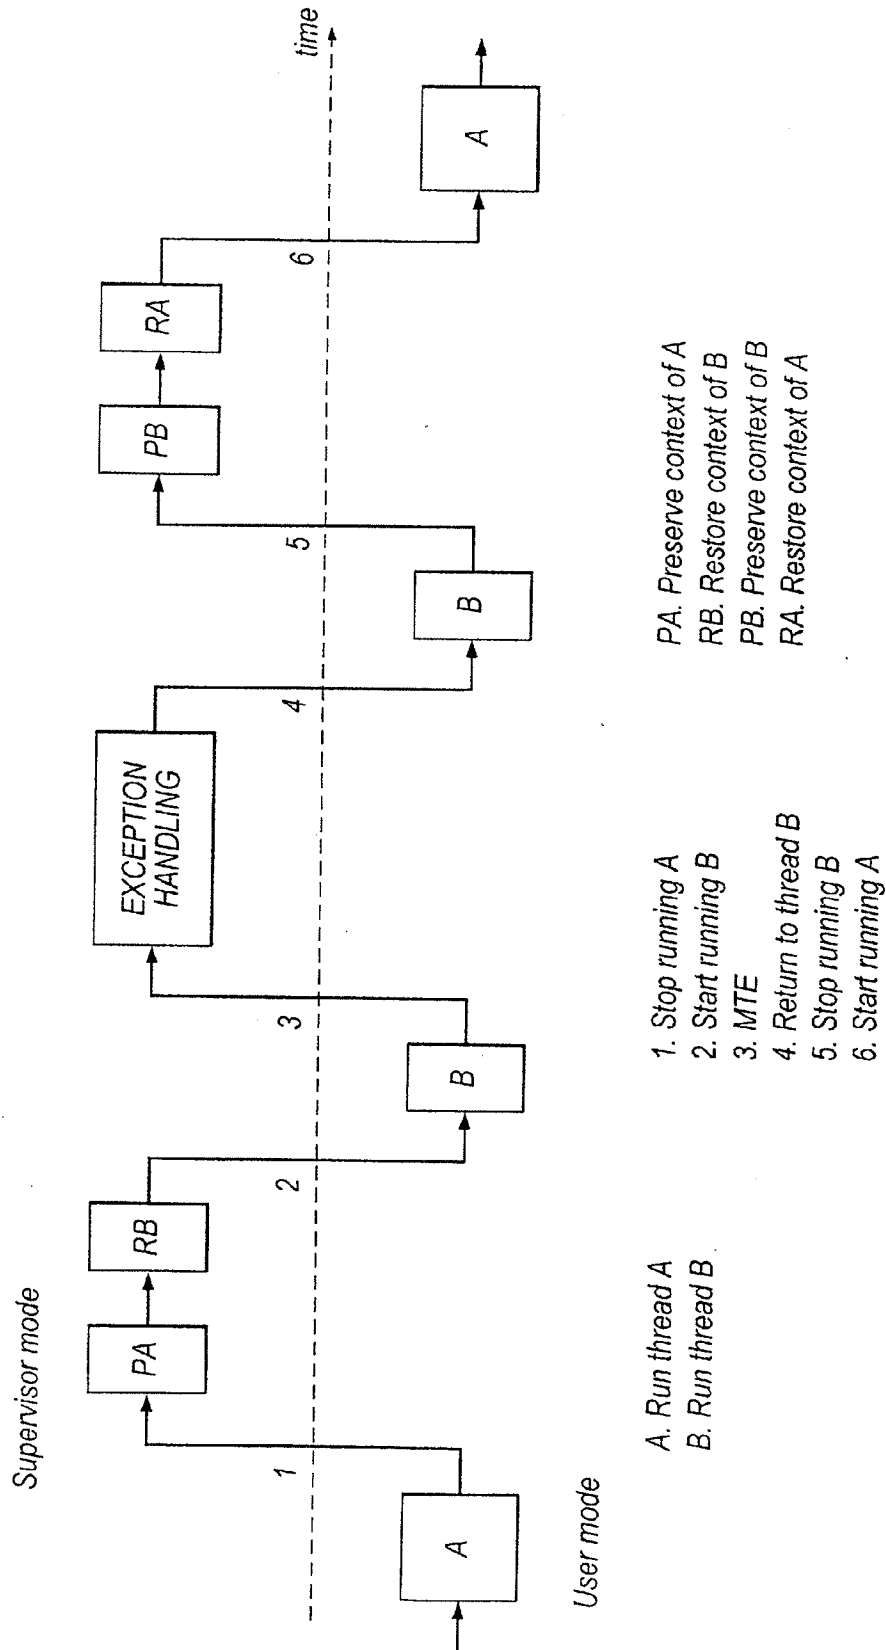 Supervisor mode
PA
RB
EXCEPTION
HANDLING
PB
RA
1
2
3
4
5
6
time
A
B
B
A
User mode
A. Run thread A
B. Run thread B
1. Stop running A
2. Start running B
3. MTE
4. Return to thread B
5. Stop running B
6. Start running A
PA. Preserve context of A
RB. Restore context of B
PB. Preserve context of B
RA. Restore context of A